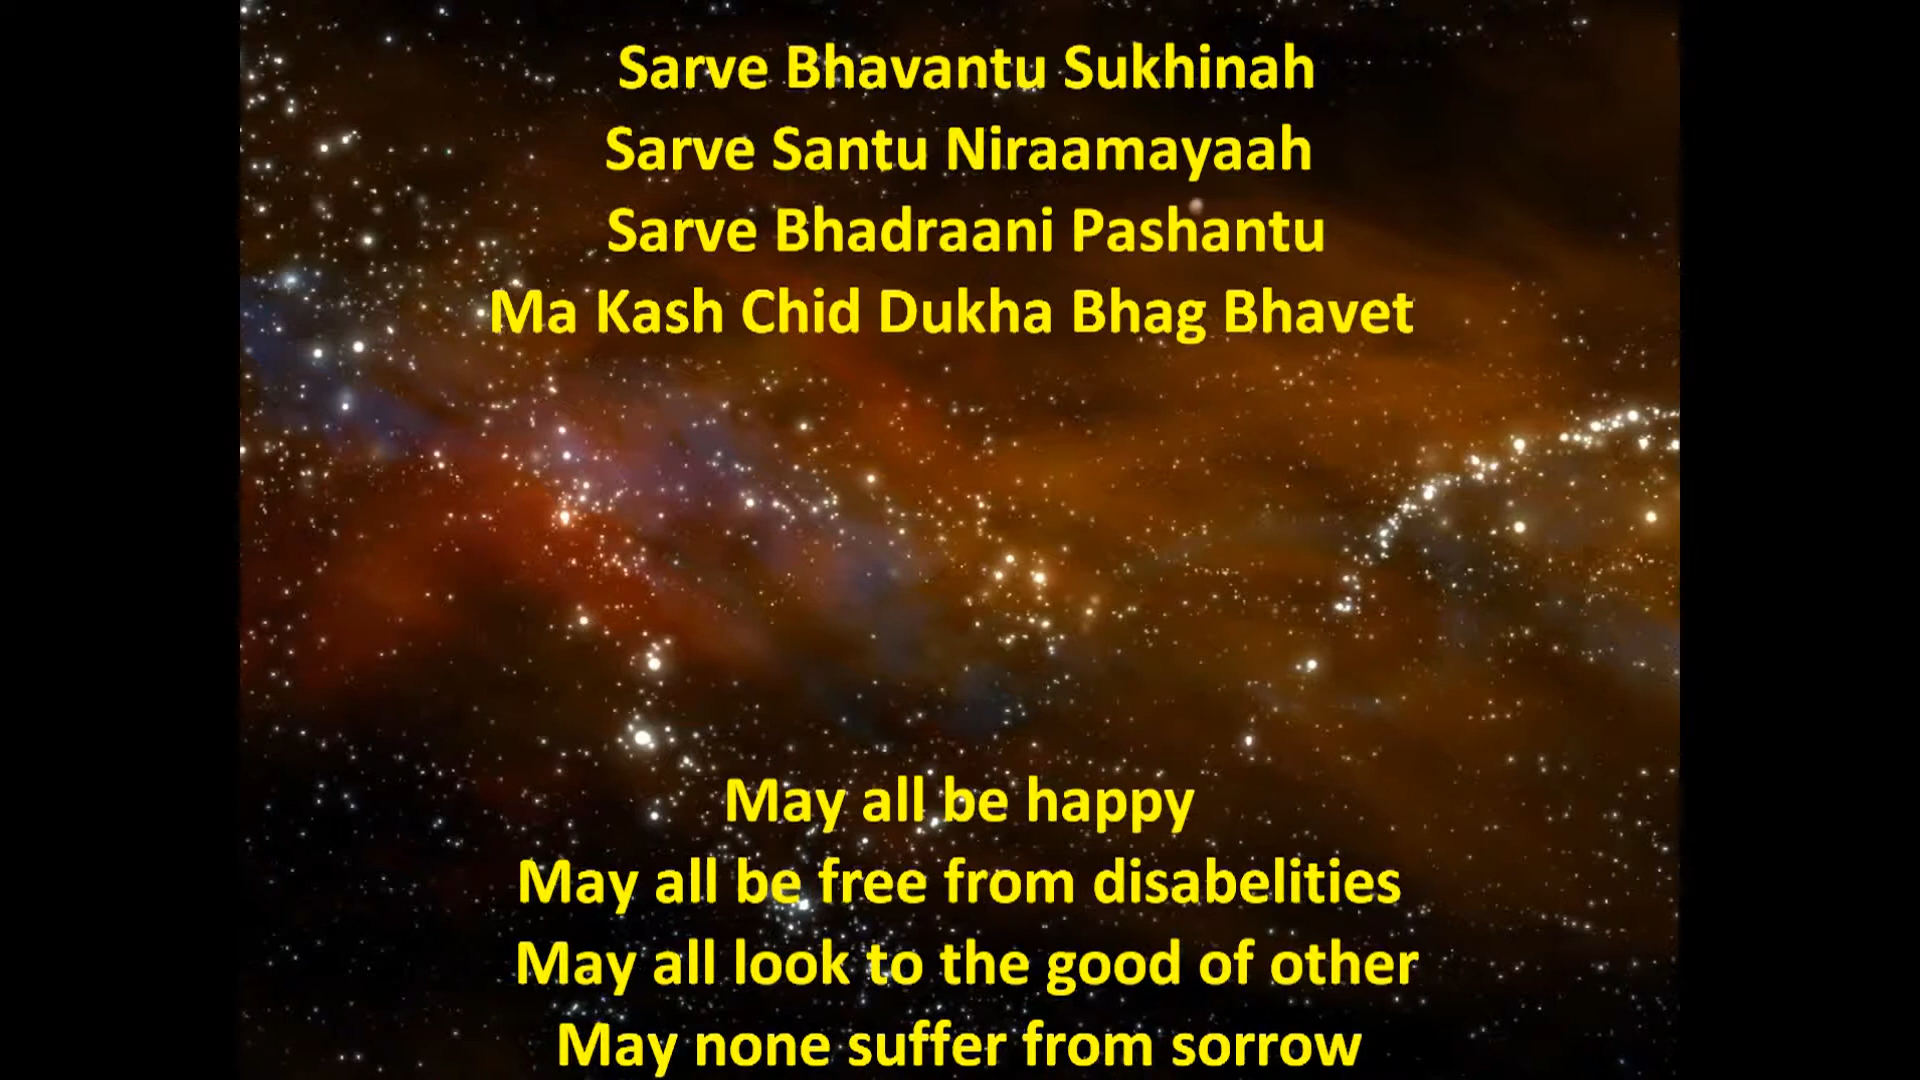 Sarve Bhavantu Sukhinah
Sarve Santu Niraamayaah
Sarve Bhadraani Pashantu
Ma Kash Chid Dukha Bhag Bhavet
May all be happy
May all be free from disabelities
May all look to the good of other
May none suffer from sorrow